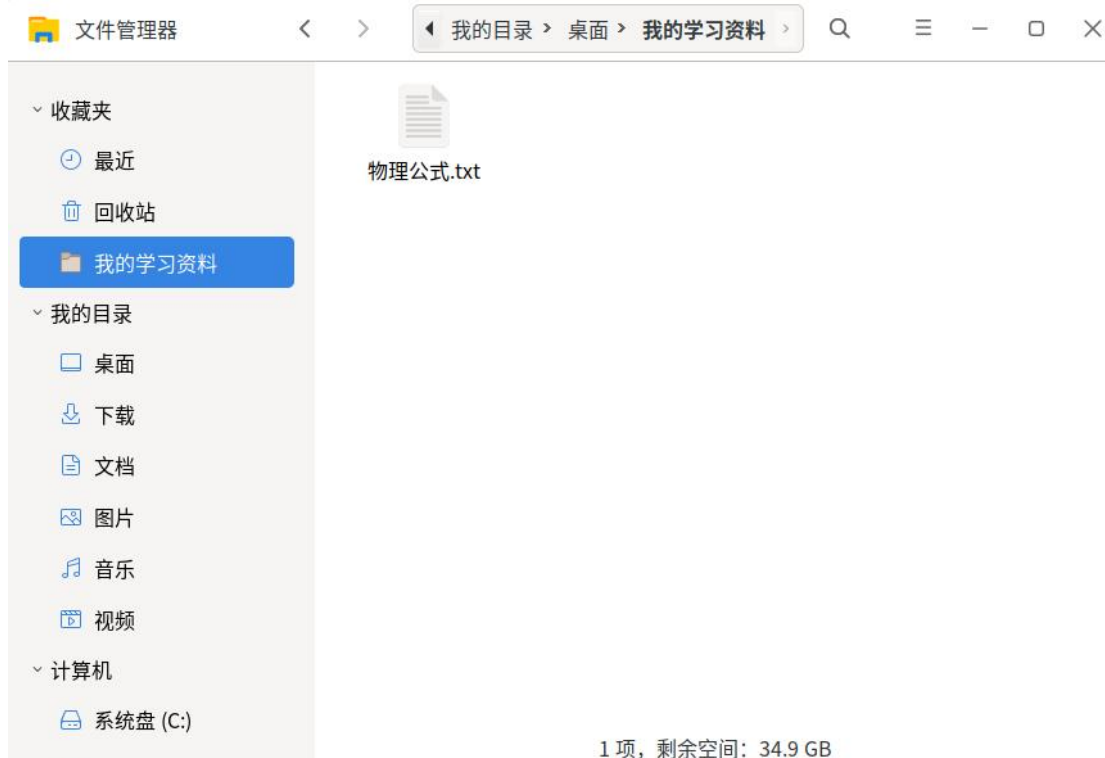 文件管理器
我的目录 桌面 我的学习资料
收藏夹
最近
回收站
我的学习资料
我的目录
桌面
下载
文档
图片
音乐
视频
计算机
系统盘 (C:)
物理公式.txt
1 项，剩余空间：34.9 GB